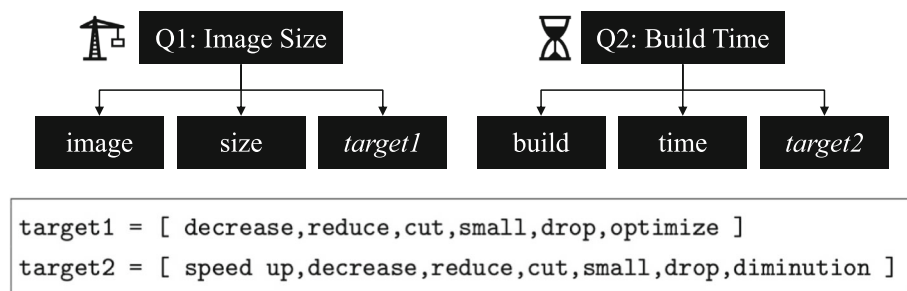 Q1: Image Size
Q2: Build Time
image
size
target1
build
time
target2
target1 = [ decrease,reduce,cut,small,drop,optimize ]
target2 = [ speed up,decrease,reduce,cut,small,drop,diminution ]